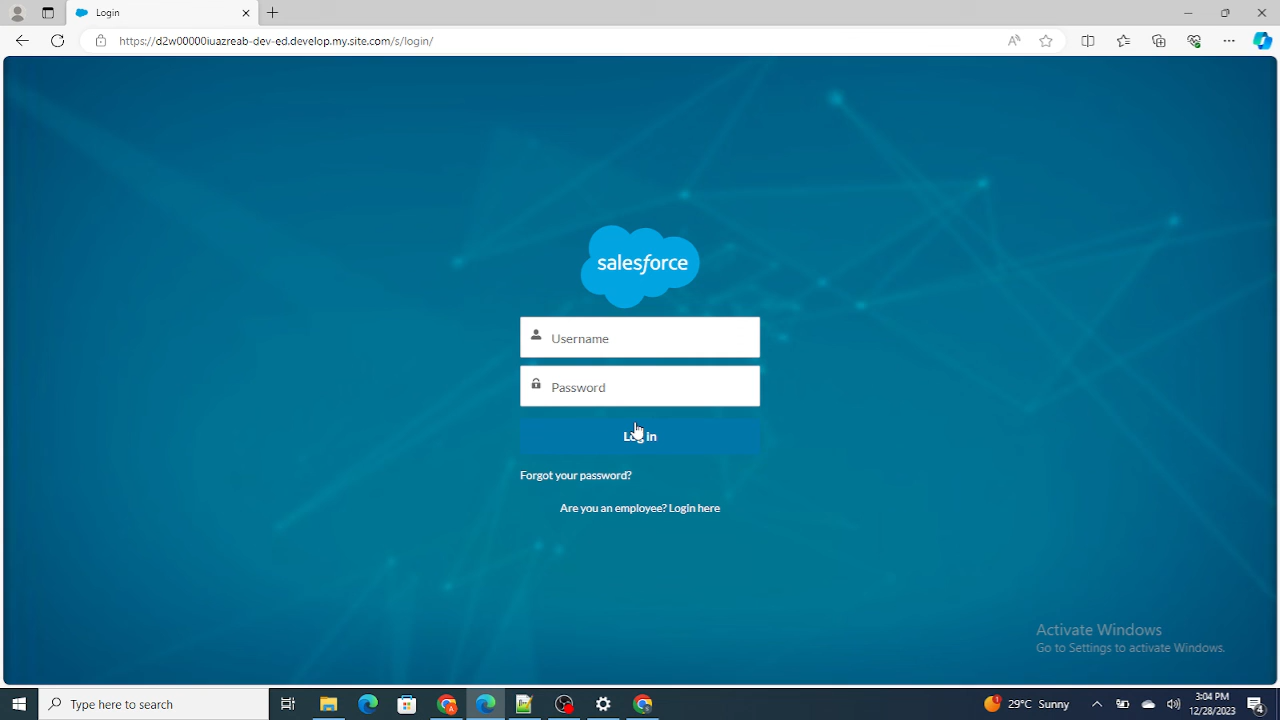 Login
https://d2w00000iuazreab-dev-ed.develop.my.site.com/s/login/
salesforce
Username
Password
Log in
Forgot your password?
Are you an employee? Login here
Activate Windows
Go to Settings to activate Windows.
Type here to search
29°C Sunny
3:04 PM
12/28/2023
4